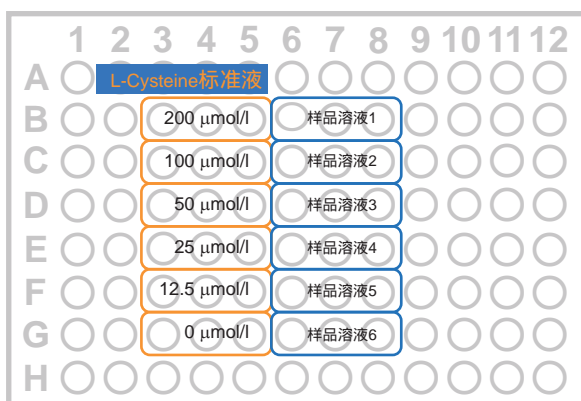 1 2 3 4 5 6 7 8 9 10 11 12
A L-Cysteine标准液
B 200 μmol/l 样品溶液1
C 100 μmol/l 样品溶液2
D 50 μmol/l 样品溶液3
E 25 μmol/l 样品溶液4
F 12.5 μmol/l 样品溶液5
G 0 μmol/l 样品溶液6
H